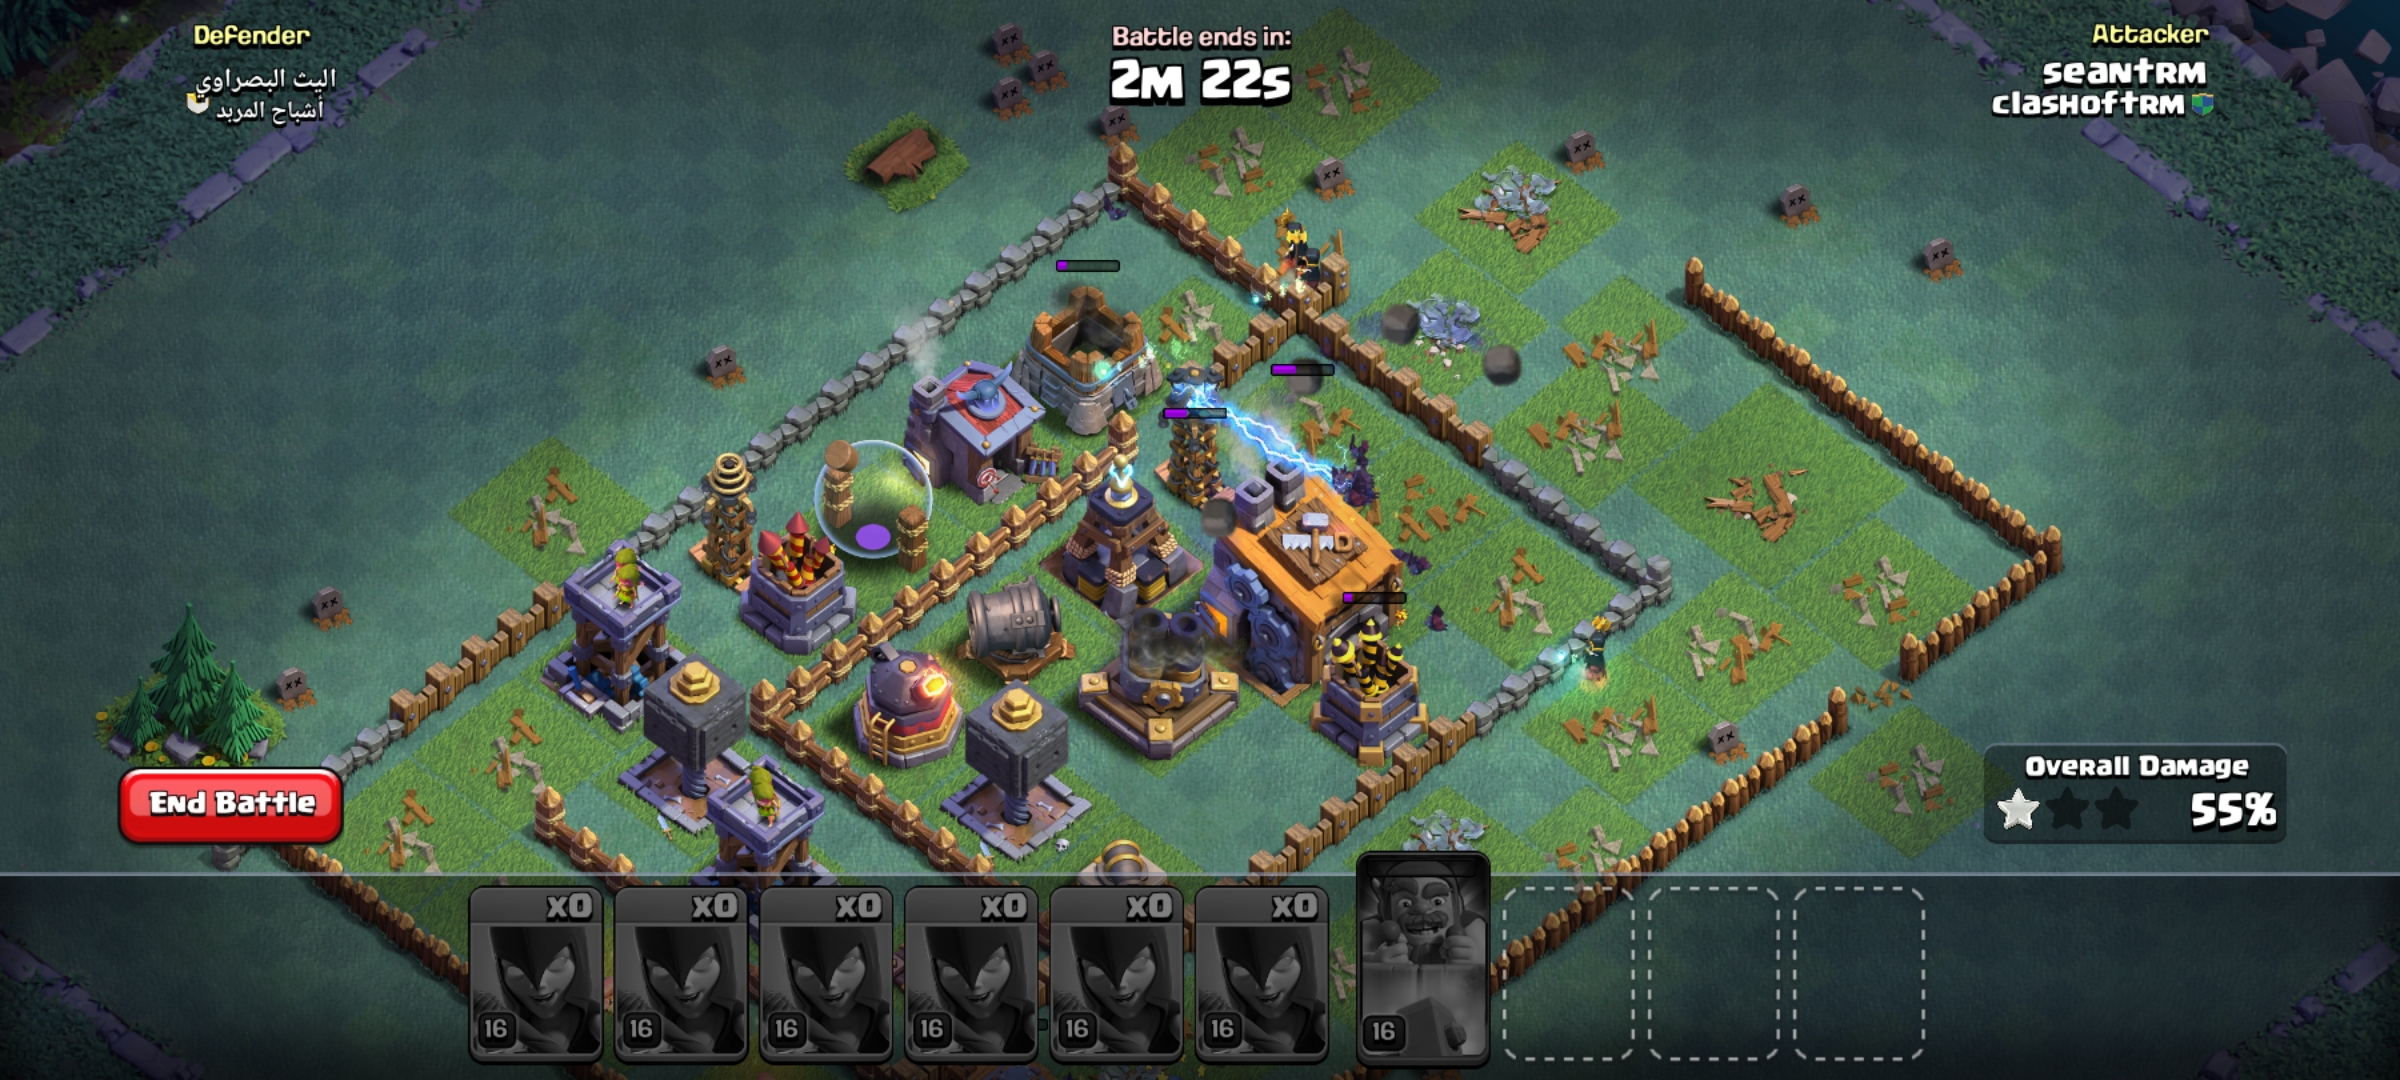 Defender
اليث البصراوي
أشباح المربد
Battle ends in:
2M 22s
Attacker
seantRM
clashoftRM
End Battle
Overall Damage
55%
x0
x0
x0
x0
x0
x0
16
16
16
16
16
16
16